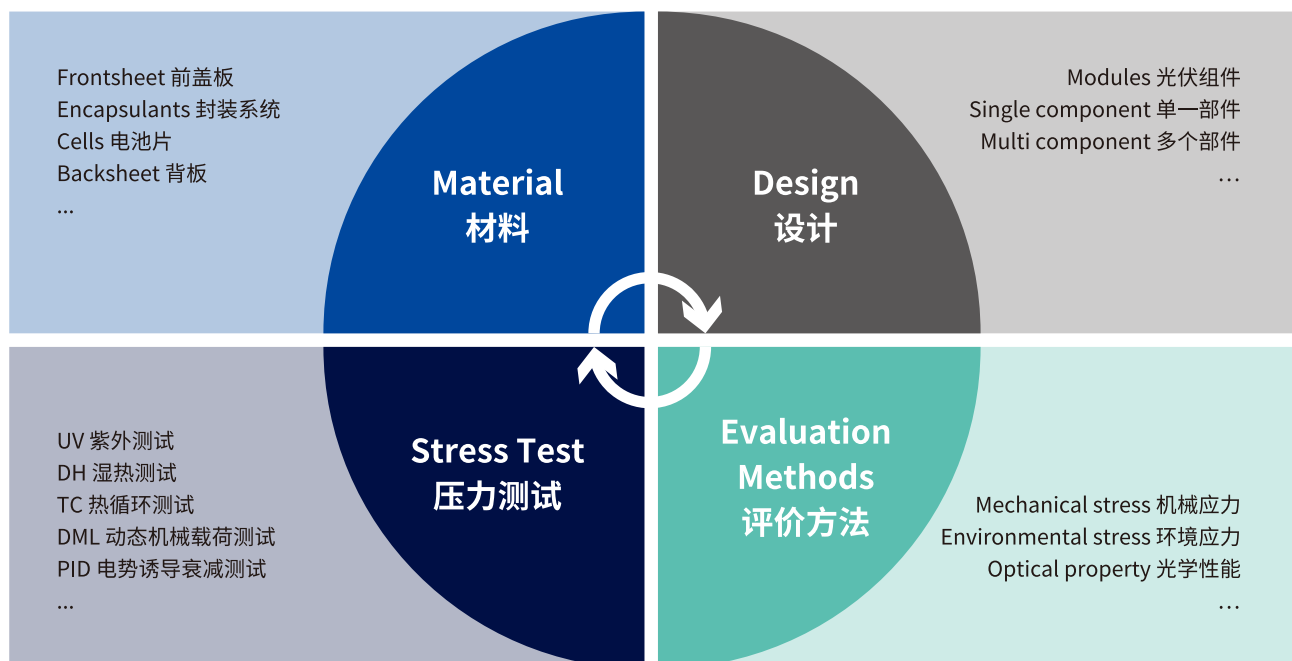 Frontsheet 前盖板
Encapsulants 封装系统
Cells 电池片
Backsheet 背板
...
Material
材料
Design
设计
Modules 光伏组件
Single component 单一部件
Multi component 多个部件
...
UV 紫外测试
DH 湿热测试
TC 热循环测试
DML 动态机械载荷测试
PID 电势诱导衰减测试
...
Stress Test
压力测试
Evaluation
Methods
评价方法
Mechanical stress 机械应力
Environmental stress 环境应力
Optical property 光学性能
...